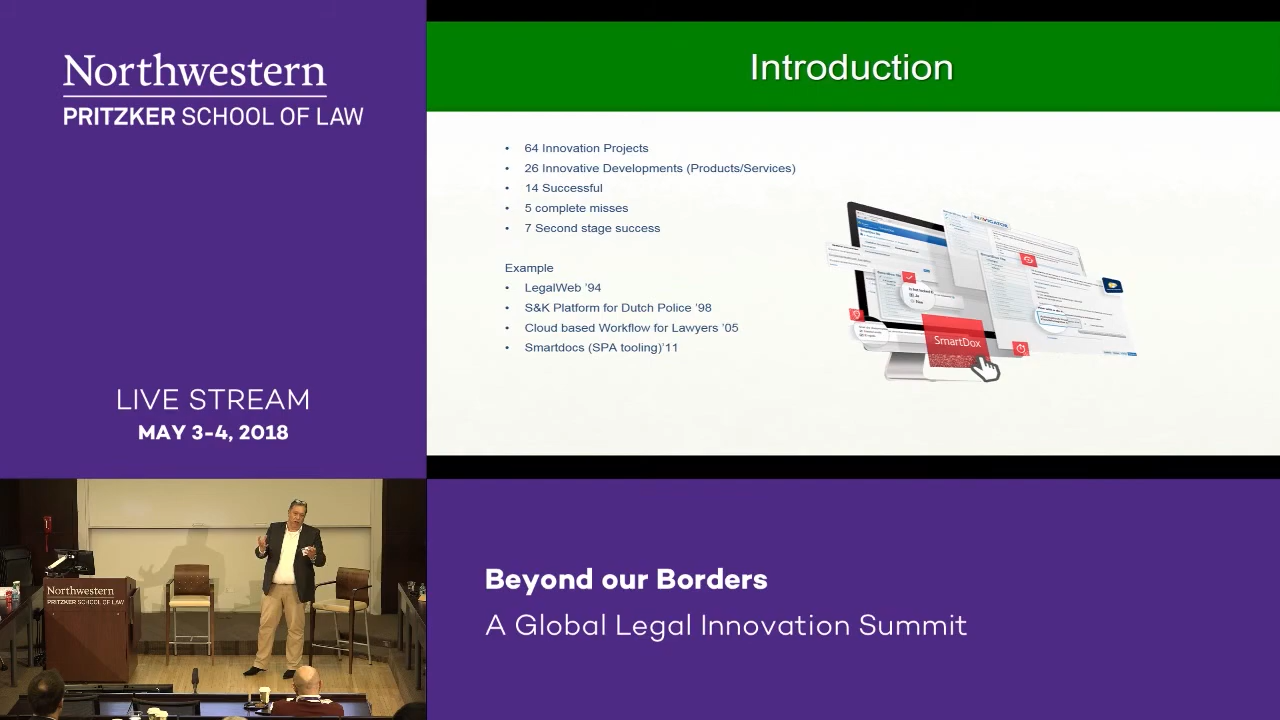 Northwestern
PRITZKER SCHOOL OF LAW
LIVE STREAM
MAY 3-4, 2018
Introduction
• 64 Innovation Projects
• 26 Innovative Developments (Products/Services)
• 14 Successful
• 5 complete misses
• 7 Second stage success
Example
• LegalWeb '94
• S&K Platform for Dutch Police '98
• Cloud based Workflow for Lawyers '05
• Smartdocs (SPA tooling)'11
NAVIGATOR
SmartDox
Northwestern
PRITZKER SCHOOL OF LAW
Beyond our Borders
A Global Legal Innovation Summit